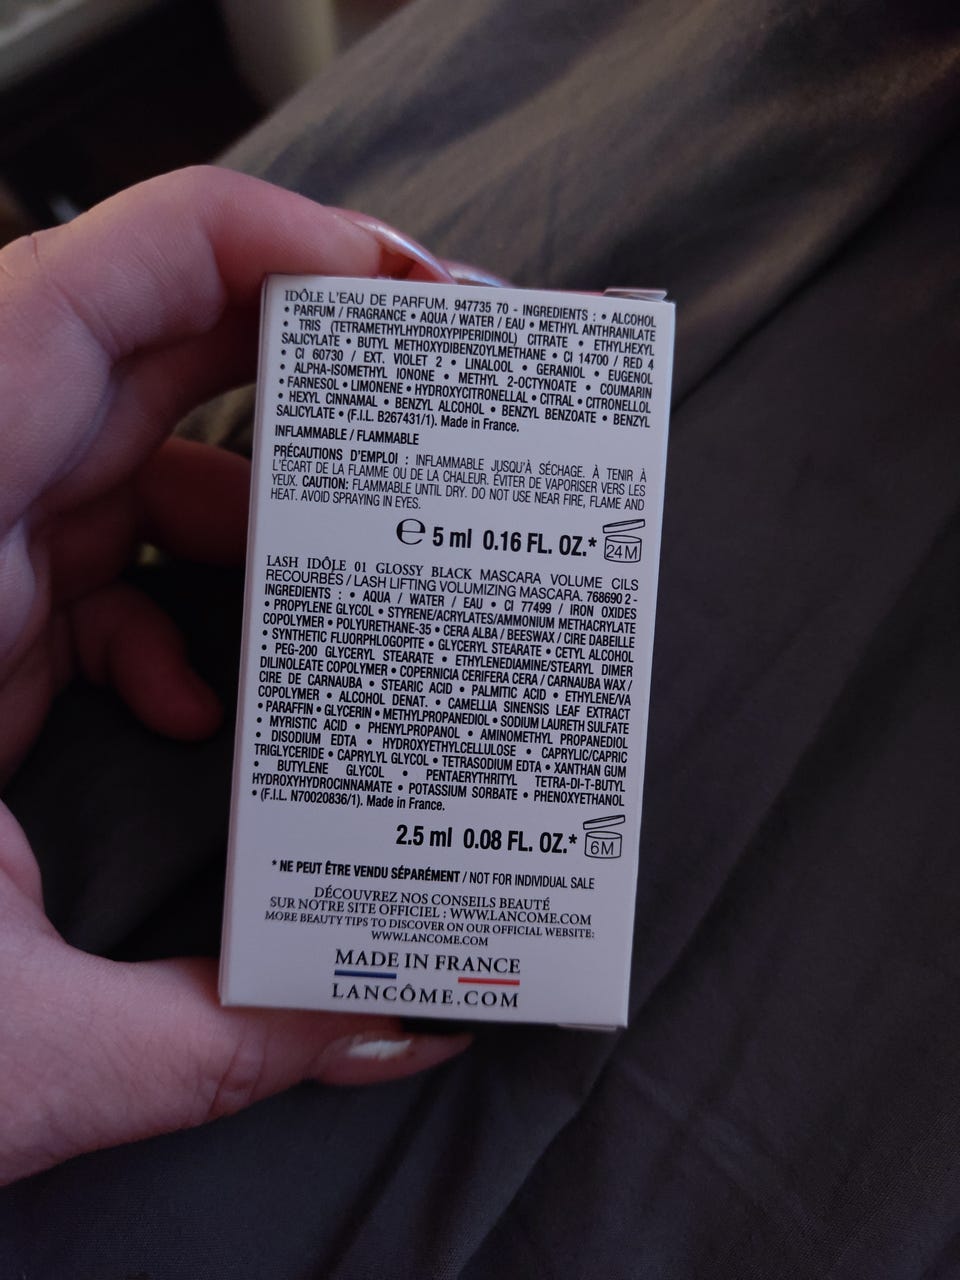 IDÔLE L'EAU DE PARFUM. 947735 70 - INGREDIENTS : • ALCOHOL
• PARFUM / FRAGRANCE • AQUA / WATER / EAU • METHYL ANTHRANILATE
• TRIS (TETRAMETHYLHYDROXYPIPERIDINOL) CITRATE • ETHYLHEXYL
SALICYLATE • BUTYL METHOXYDIBENZOYLMETHANE • CI 14700 / RED 4
• CI 60730 / EXT. VIOLET 2 • LINALOOL • GERANIOL • EUGENOL
• ALPHA-ISOMETHYL IONONE • METHYL 2-OCTYNOATE • COUMARIN
• FARNESOL • LIMONENE • HYDROXYCITRONELLAL • CITRAL • CITRONELLOL
• HEXYL CINNAMAL • BENZYL ALCOHOL • BENZYL BENZOATE • BENZYL
SALICYLATE • (F.I.L. B267431/1). Made in France.
INFLAMMABLE / FLAMMABLE
PRÉCAUTIONS D'EMPLOI : INFLAMMABLE JUSQU'À SÉCHAGE. À TENIR À
L'ÉCART DE LA FLAMME OU DE LA CHALEUR. ÉVITER DE VAPORISER VERS LES
YEUX. CAUTION: FLAMMABLE UNTIL DRY. DO NOT USE NEAR FIRE, FLAME AND
HEAT. AVOID SPRAYING IN EYES.
℮ 5 ml 0.16 FL. OZ.* 24M
LASH IDÔLE 01 GLOSSY BLACK MASCARA VOLUME CILS
RECOURBÉS / LASH LIFTING VOLUMIZING MASCARA. 768690 2 -
INGREDIENTS : • AQUA / WATER / EAU • CI 77499 / IRON OXIDES
• PROPYLENE GLYCOL • STYRENE/ACRYLATES/AMMONIUM METHACRYLATE
COPOLYMER • POLYURETHANE-35 • CERA ALBA / BEESWAX / CIRE DABEILLE
• SYNTHETIC FLUORPHLOGOPITE • GLYCERYL STEARATE • CETYL ALCOHOL
• PEG-200 GLYCERYL STEARATE • ETHYLENEDIAMINE/STEARYL DIMER
DILINOLEATE COPOLYMER • COPERNICIA CERIFERA CERA / CARNAUBA WAX /
CIRE DE CARNAUBA • STEARIC ACID • PALMITIC ACID • ETHYLENE/VA
COPOLYMER • ALCOHOL DENAT. • CAMELLIA SINENSIS LEAF EXTRACT
• PARAFFIN • GLYCERIN • METHYLPROPANEDIOL • SODIUM LAURETH SULFATE
• MYRISTIC ACID • PHENYLPROPANOL • AMINOMETHYL PROPANEDIOL
• DISODIUM EDTA • HYDROXYETHYLCELLULOSE • CAPRYLIC/CAPRIC
TRIGLYCERIDE • CAPRYLYL GLYCOL • TETRASODIUM EDTA • XANTHAN GUM
• BUTYLENE GLYCOL • PENTAERYTHRITYL TETRA-DI-T-BUTYL
HYDROXYHYDROCINNAMATE • POTASSIUM SORBATE • PHENOXYETHANOL
• (F.I.L. N70020836/1). Made in France.
2.5 ml 0.08 FL. OZ.* 6M
* NE PEUT ÊTRE VENDU SÉPARÉMENT / NOT FOR INDIVIDUAL SALE
DÉCOUVREZ NOS CONSEILS BEAUTÉ
SUR NOTRE SITE OFFICIEL : WWW.LANCOME.COM
MORE BEAUTY TIPS TO DISCOVER ON OUR OFFICIAL WEBSITE:
WWW.LANCOME.COM
MADE IN FRANCE
LANCÔME.COM